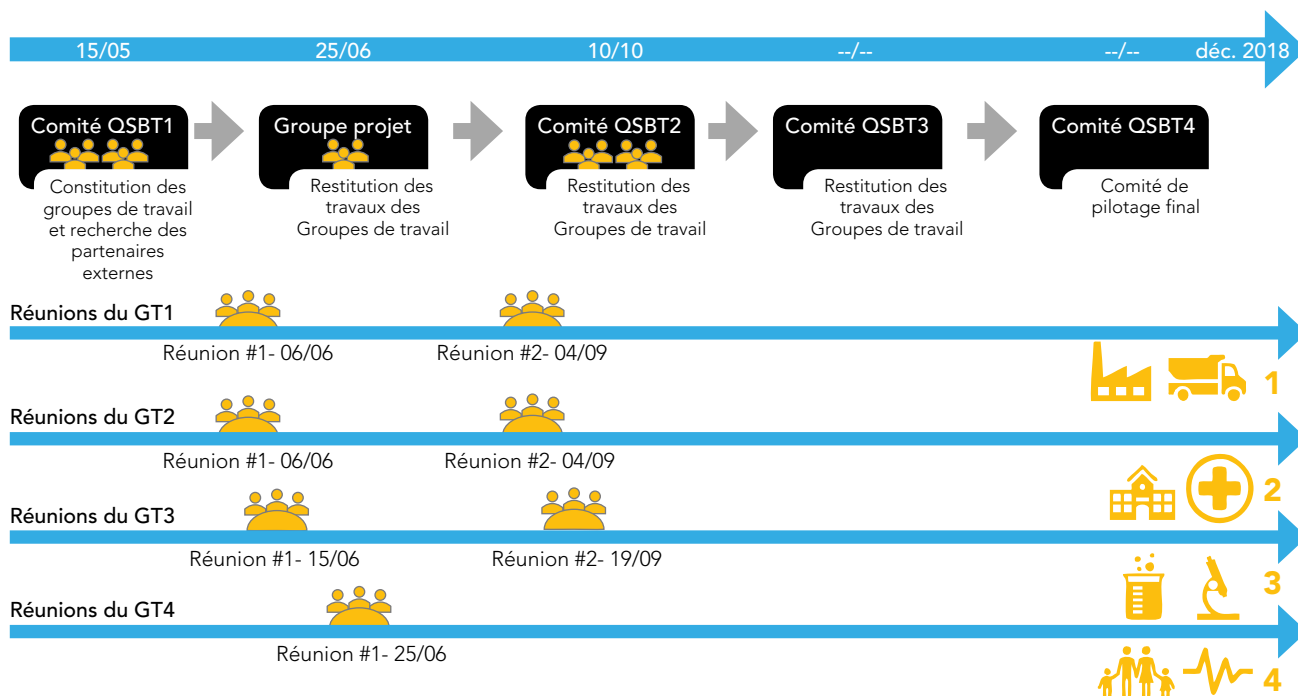 15/05 25/06 10/10 --/-- --/-- déc. 2018
Comité QSBT1
Constitution des
groupes de travail
et recherche des
partenaires
externes
Groupe projet
Restitution des
travaux des
Groupes de travail
Comité QSBT2
Restitution des
travaux des
Groupes de travail
Comité QSBT3
Restitution des
travaux des
Groupes de travail
Comité QSBT4
Comité de
pilotage final
Réunions du GT1
Réunion #1- 06/06
Réunion #2- 04/09
1
Réunions du GT2
Réunion #1- 06/06
Réunion #2- 04/09
2
Réunions du GT3
Réunion #1- 15/06
Réunion #2- 19/09
3
Réunions du GT4
Réunion #1- 25/06
4